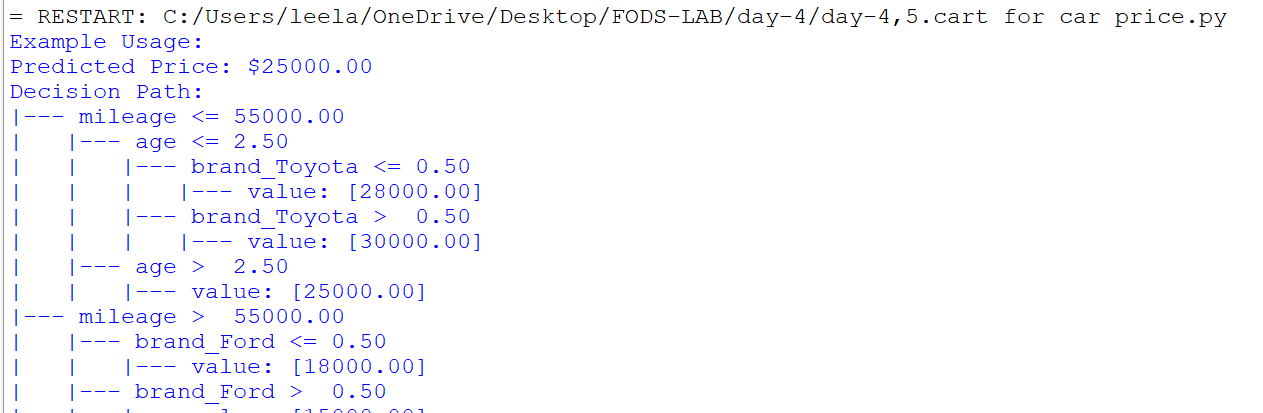 = RESTART: C:/Users/leela/OneDrive/Desktop/FODS-LAB/day-4/day-4,5.cart for car price.py
Example Usage:
Predicted Price: $25000.00
Decision Path:
|--- mileage <= 55000.00
|   |--- age <= 2.50
|   |   |--- brand_Toyota <= 0.50
|   |   |   |--- value: [28000.00]
|   |   |--- brand_Toyota >  0.50
|   |   |   |--- value: [30000.00]
|   |--- age >  2.50
|   |   |--- value: [25000.00]
|--- mileage >  55000.00
|   |--- brand_Ford <= 0.50
|   |   |--- value: [18000.00]
|   |--- brand_Ford >  0.50